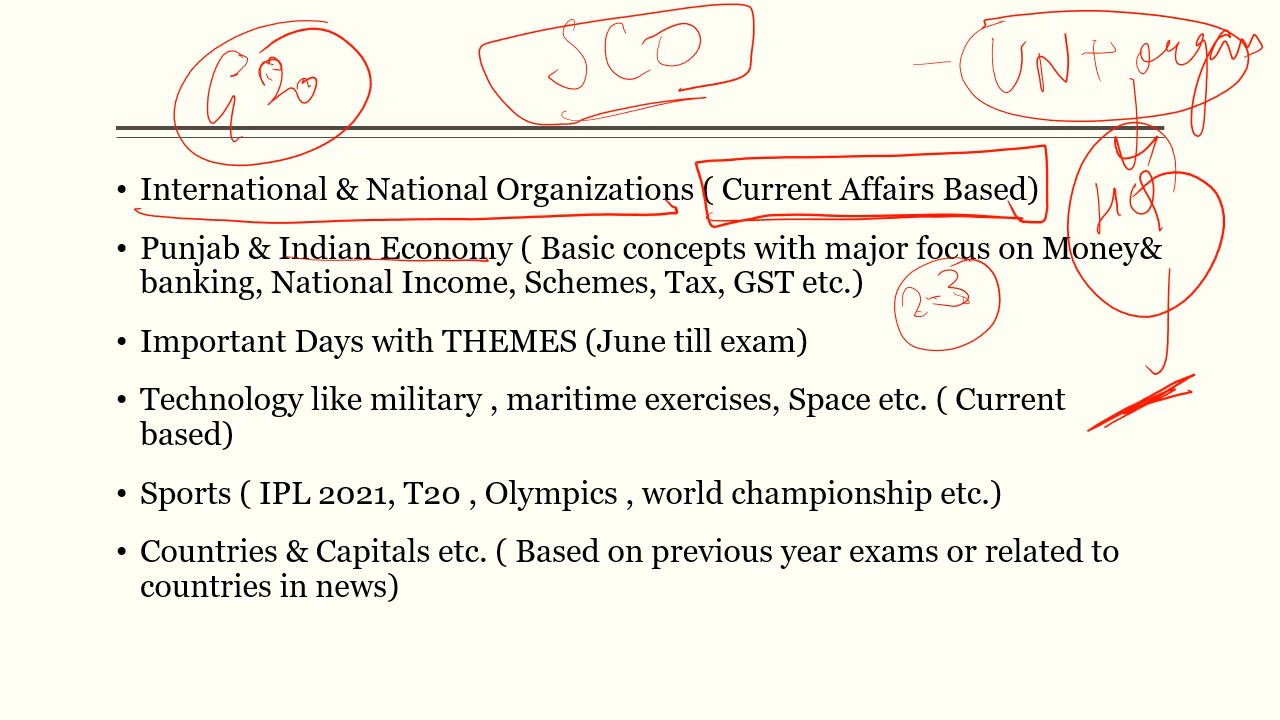 G20
SCO
- UN + organs
HQ
• International & National Organizations ( Current Affairs Based)
• Punjab & Indian Economy ( Basic concepts with major focus on Money&
banking, National Income, Schemes, Tax, GST etc.)
2-3
• Important Days with THEMES (June till exam)
• Technology like military , maritime exercises, Space etc. ( Current
based)
• Sports ( IPL 2021, T20 , Olympics , world championship etc.)
• Countries & Capitals etc. ( Based on previous year exams or related to
countries in news)